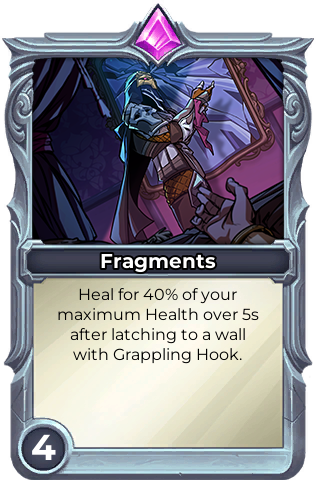 Fragments
Heal for 40% of your
maximum Health over 5s
after latching to a wall
with Grappling Hook.
4